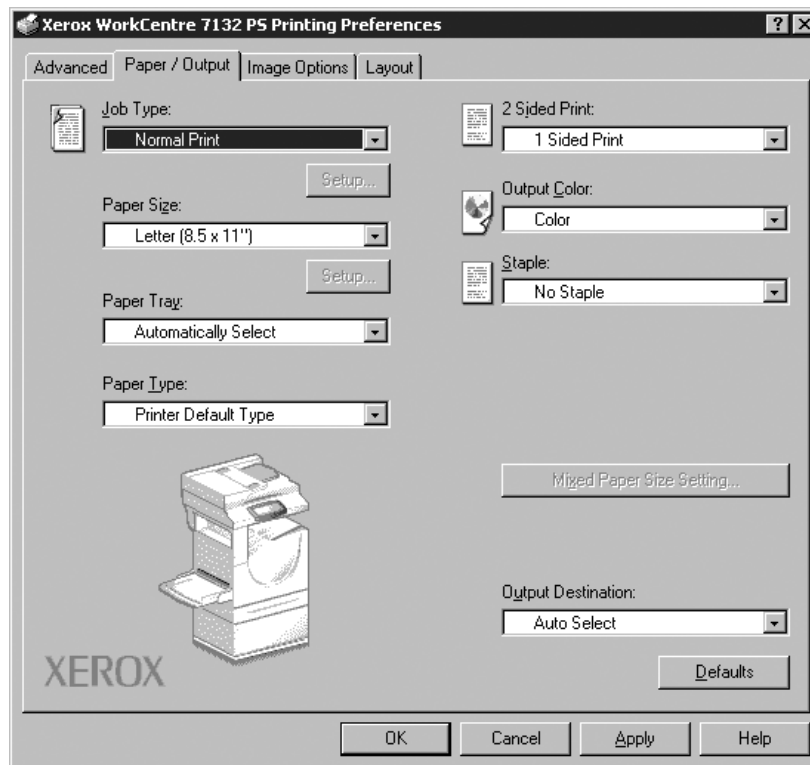 Xerox WorkCentre 7132 PS Printing Preferences
Advanced
Paper / Output
Image Options
Layout
Job Type:
Normal Print
Setup...
Paper Size:
Letter (8.5 x 11")
Setup...
Paper Tray:
Automatically Select
Paper Type:
Printer Default Type
2 Sided Print:
1 Sided Print
Output Color:
Color
Staple:
No Staple
Mixed Paper Size Setting...
Output Destination:
Auto Select
XEROX
Defaults
OK
Cancel
Apply
Help